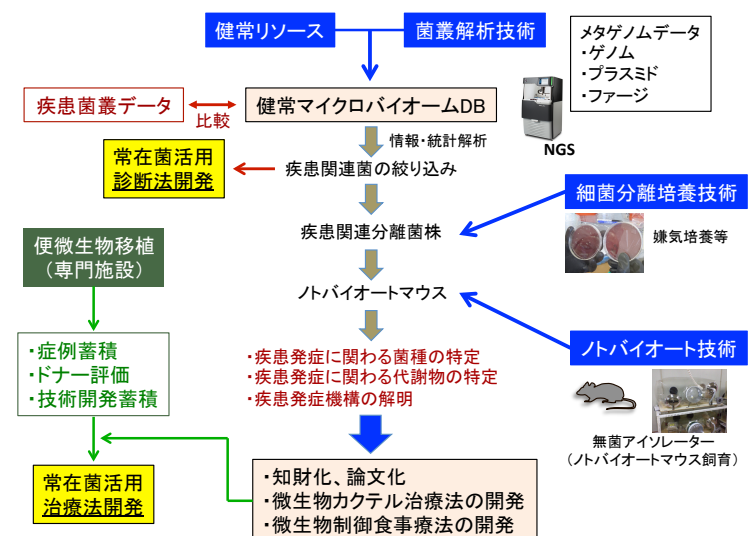 健常リソース
菌叢解析技術
メタゲノムデータ
・ゲノム
・プラスミド
・ファージ
疾患菌叢データ
比較
健常マイクロバイオームDB
NGS
情報・統計解析
常在菌活用
診断法開発
疾患関連菌の絞り込み
細菌分離培養技術
疾患関連分離菌株
嫌気培養等
便微生物移植
（専門施設）
ノトバイオートマウス
ノトバイオート技術
・症例蓄積
・ドナー評価
・技術開発蓄積
・疾患発症に関わる菌種の特定
・疾患発症に関わる代謝物の特定
・疾患発症機構の解明
無菌アイソレーター
（ノトバイオートマウス飼育）
常在菌活用
治療法開発
・知財化、論文化
・微生物カクテル治療法の開発
・微生物制御食事療法の開発